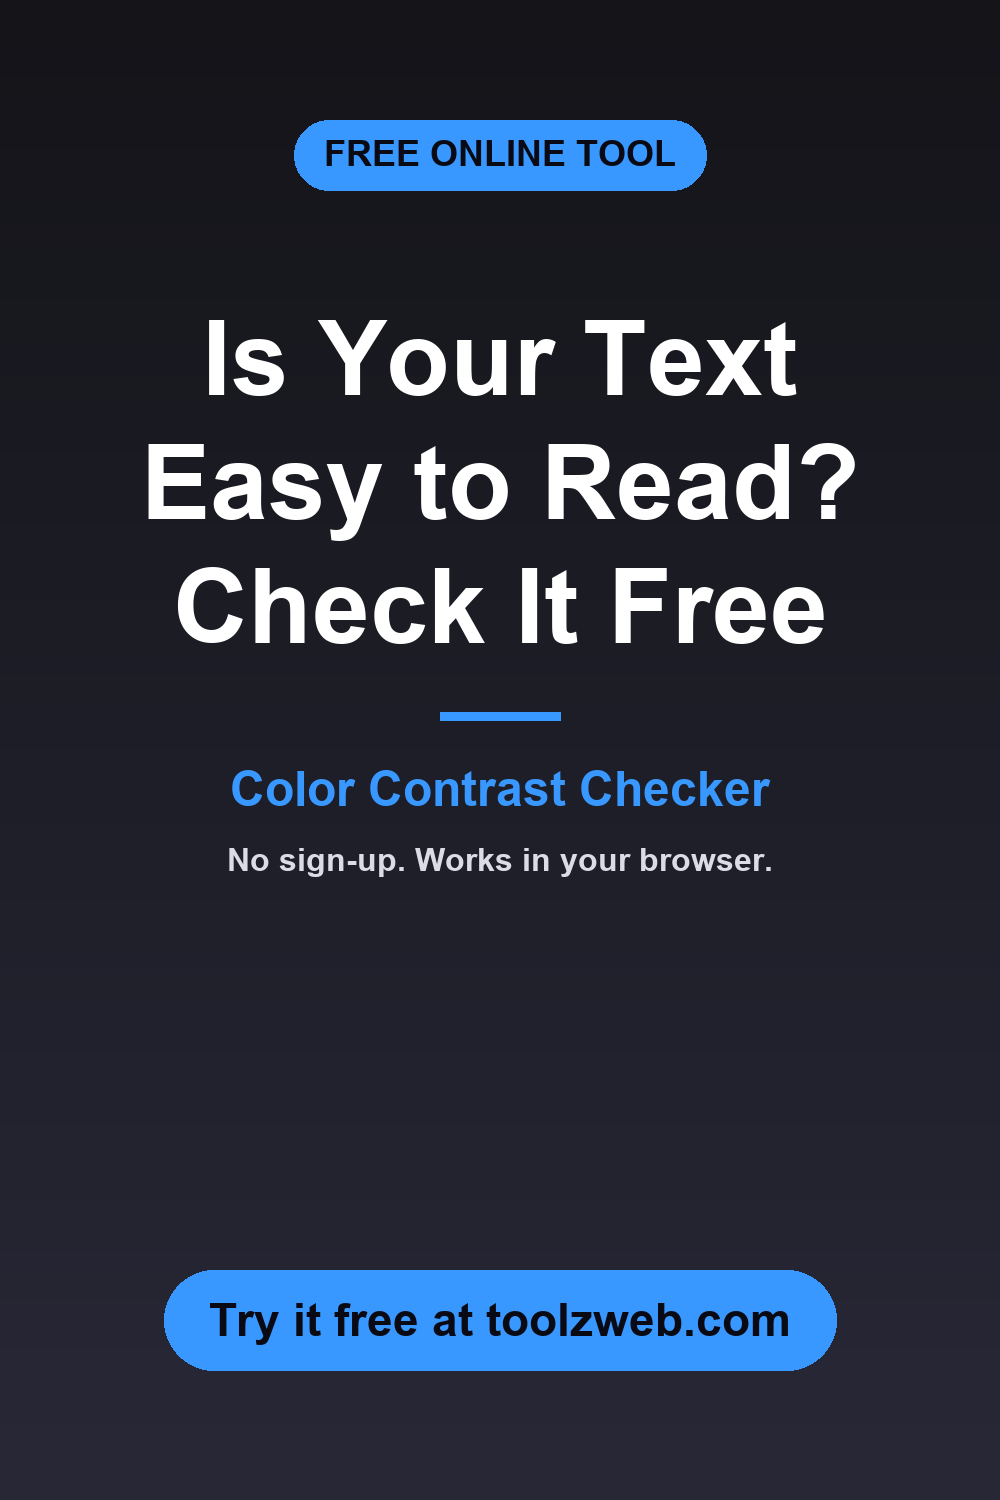 FREE ONLINE TOOL
Is Your Text
Easy to Read?
Check It Free
Color Contrast Checker
No sign-up. Works in your browser.
Try it free at toolzweb.com